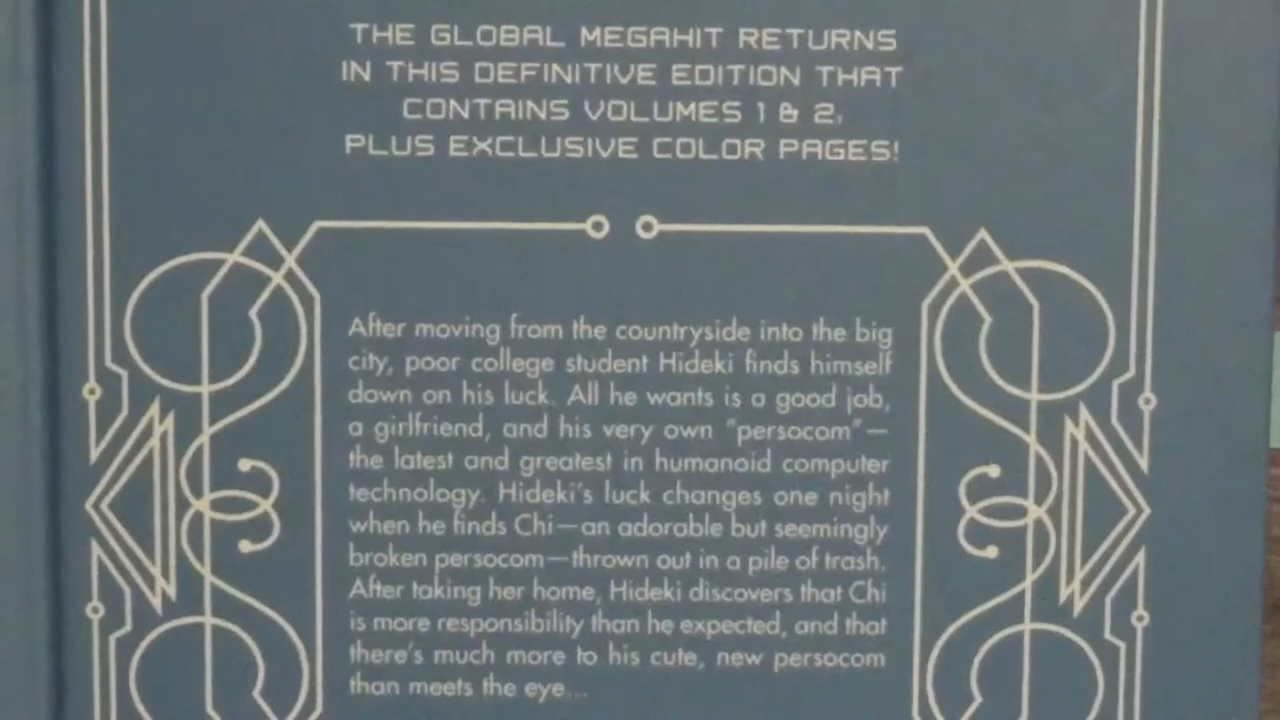 THE GLOBAL MEGAHIT RETURNS
IN THIS DEFINITIVE EDITION THAT
CONTAINS VOLUMES 1 & 2,
PLUS EXCLUSIVE COLOR PAGES!
After moving from the countryside into the big
city, poor college student Hideki finds himself
down on his luck. All he wants is a good job,
a girlfriend, and his very own "persocom"—
the latest and greatest in humanoid computer
technology. Hideki's luck changes one night
when he finds Chi—an adorable but seemingly
broken persocom—thrown out in a pile of trash.
After taking her home, Hideki discovers that Chi
is more responsibility than he expected, and that
there's much more to his cute, new persocom
than meets the eye...